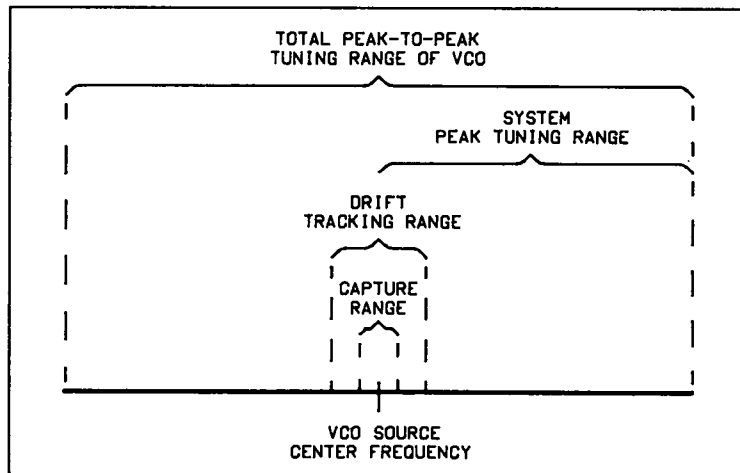 TOTAL PEAK-TO-PEAK
TUNING RANGE OF VCO
SYSTEM
PEAK TUNING RANGE
DRIFT
TRACKING RANGE
CAPTURE
RANGE
VCO SOURCE
CENTER FREQUENCY